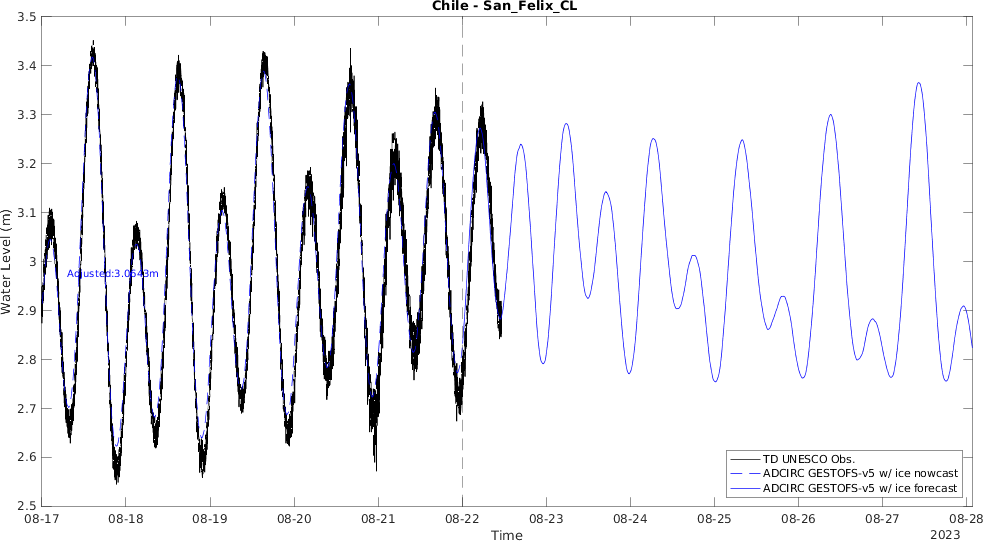 Chile - San_Felix_CL
3.5
3.4
3.3
3.2
3.1
3
2.9
2.8
2.7
2.6
2.5
Water Level (m)
Adjusted:3.0643m
TD UNESCO Obs.
ADCIRC GESTOFS-v5 w/ ice nowcast
ADCIRC GESTOFS-v5 w/ ice forecast
08-17 08-18 08-19 08-20 08-21 08-22 08-23 08-24 08-25 08-26 08-27 08-28
Time
2023